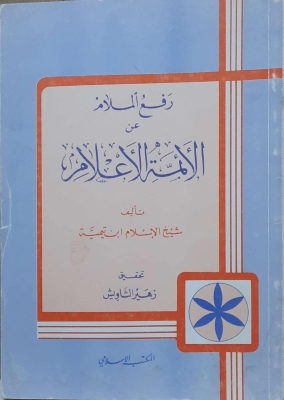 رفع الملام
عن
الأئمة الأعلام
تأليف
شيخ الإسلام ابن تيمية
تحقيق
زهير الشاويش
المكتب الإسلامي